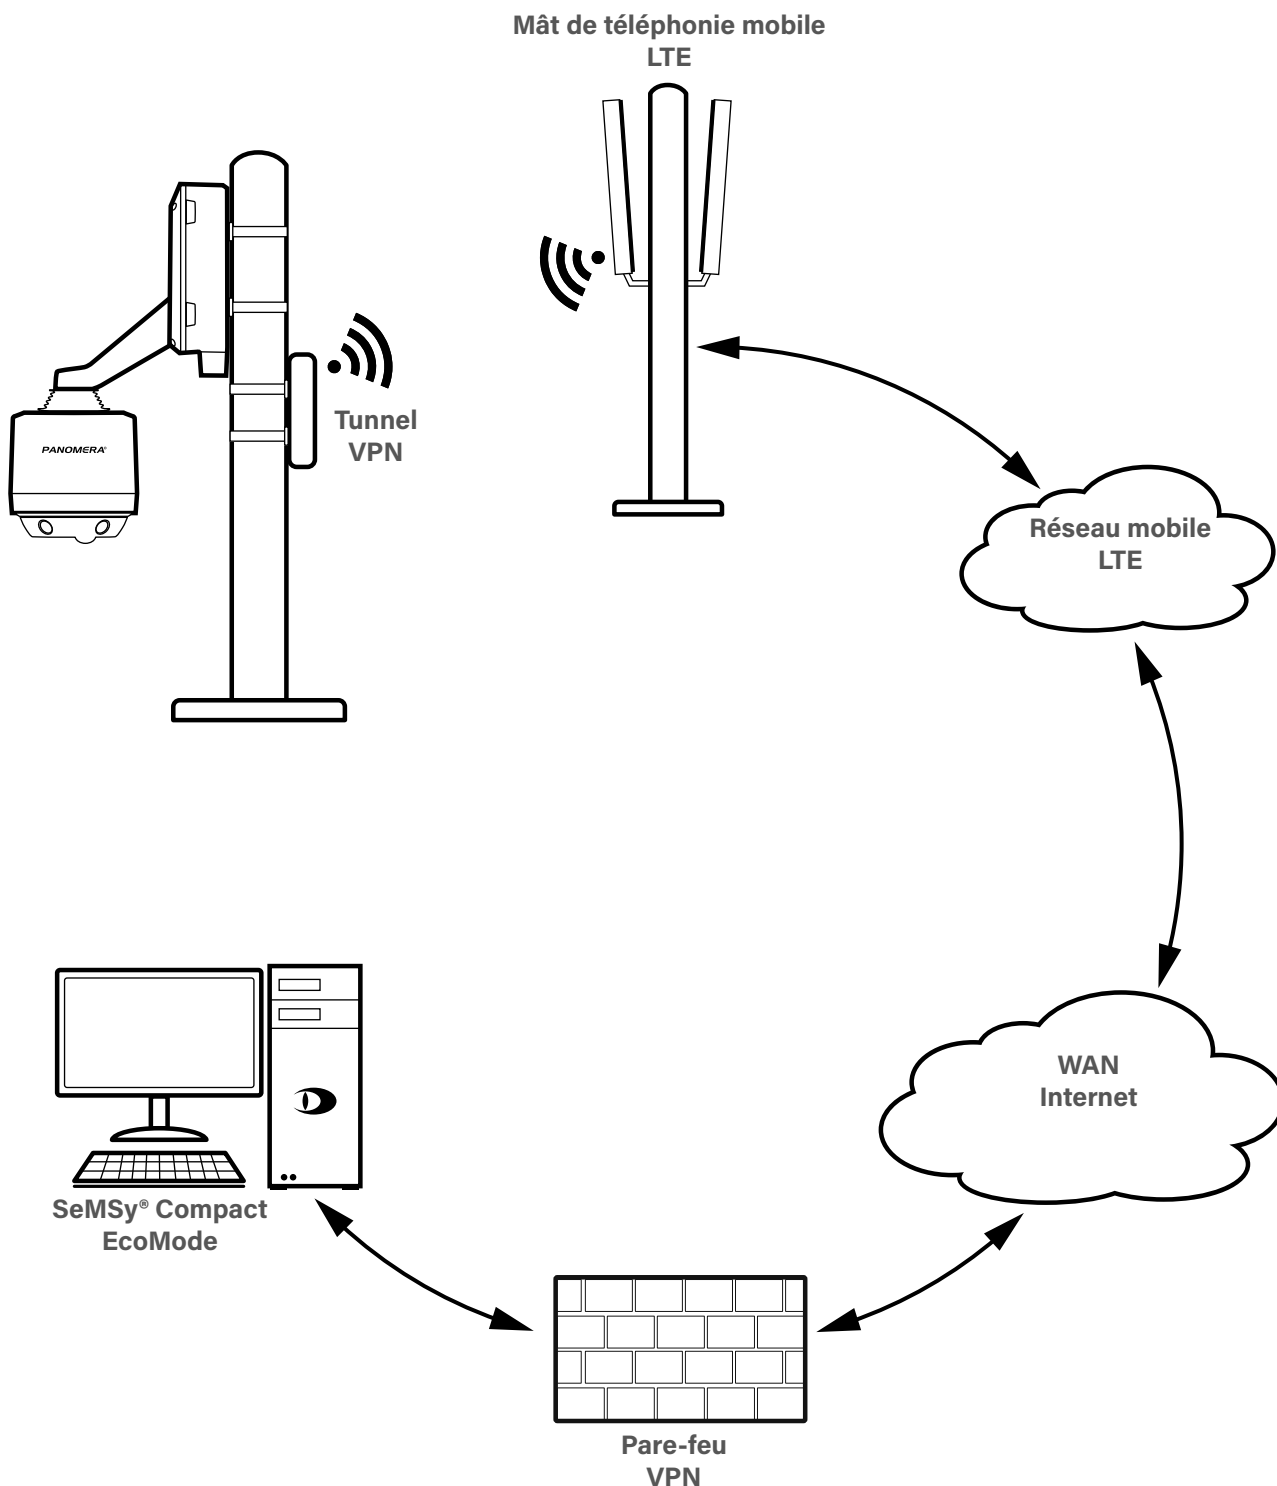 Mât de téléphonie mobile
LTE
Tunnel
VPN
PANOMERA®
Réseau mobile
LTE
WAN
Internet
SeMSy® Compact
EcoMode
Pare-feu
VPN